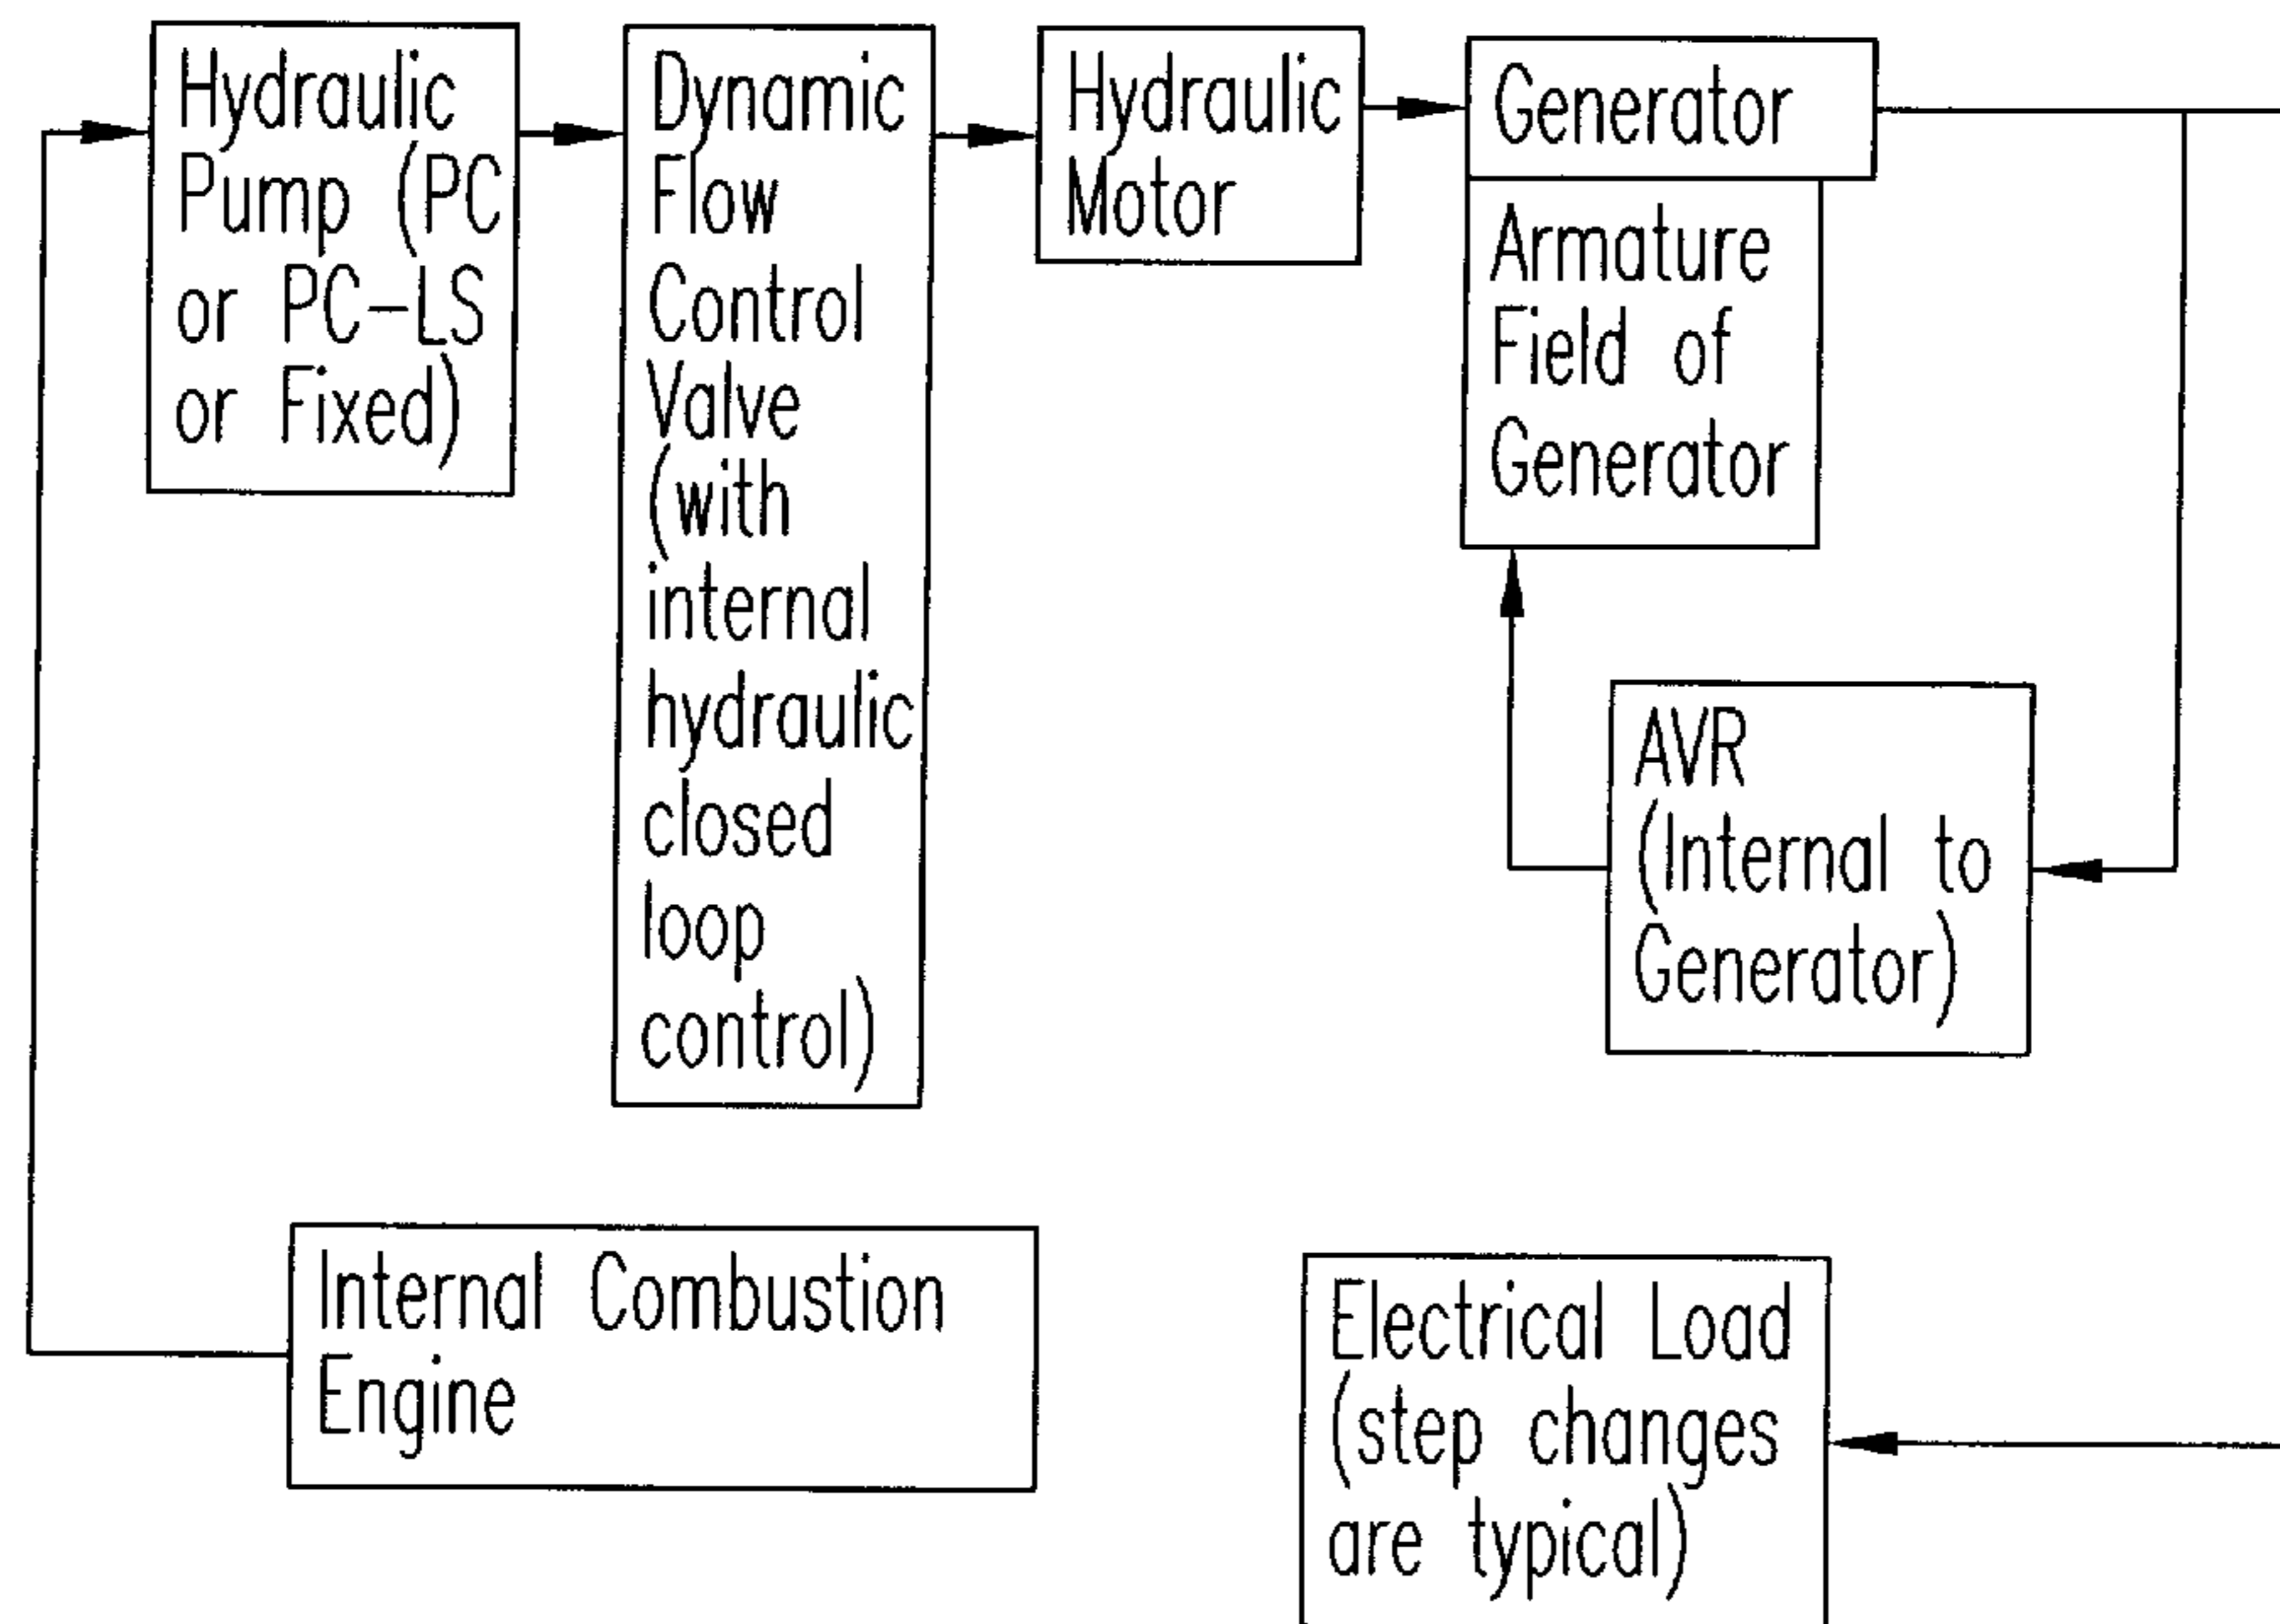 Hydraulic
Pump (PC
or PC-LS
or Fixed)
Dynamic
Flow
Control
Valve
(with
internal
hydraulic
closed
loop
control)
Hydraulic
Motor
Generator
Armature
Field of
Generator
AVR
(Internal to
Generator)
Internal Combustion
Engine
Electrical Load
(step changes
are typical)